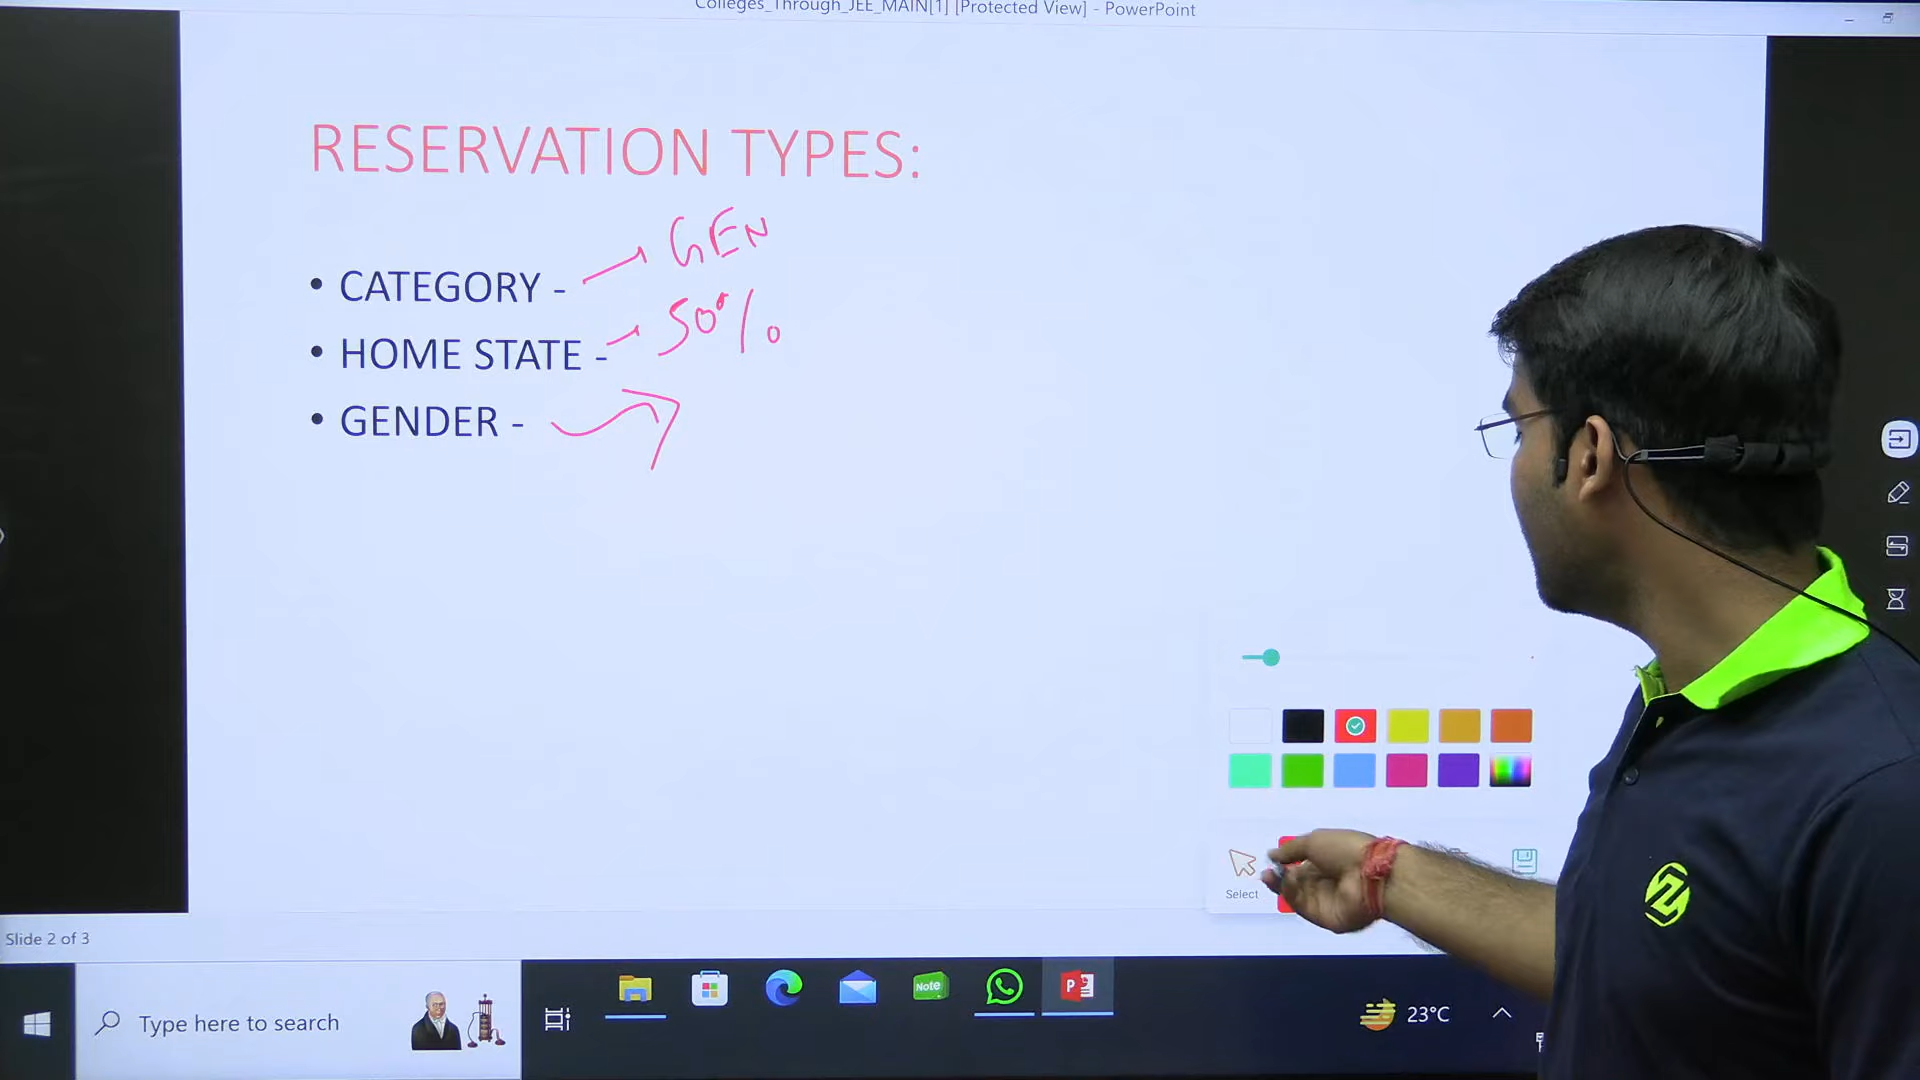 Colleges_Through_JEE_MAIN[1] [Protected View] - PowerPoint
RESERVATION TYPES:
• CATEGORY - GEN
• HOME STATE - 50%
• GENDER -
Select
Slide 2 of 3
Type here to search
Note
23°C